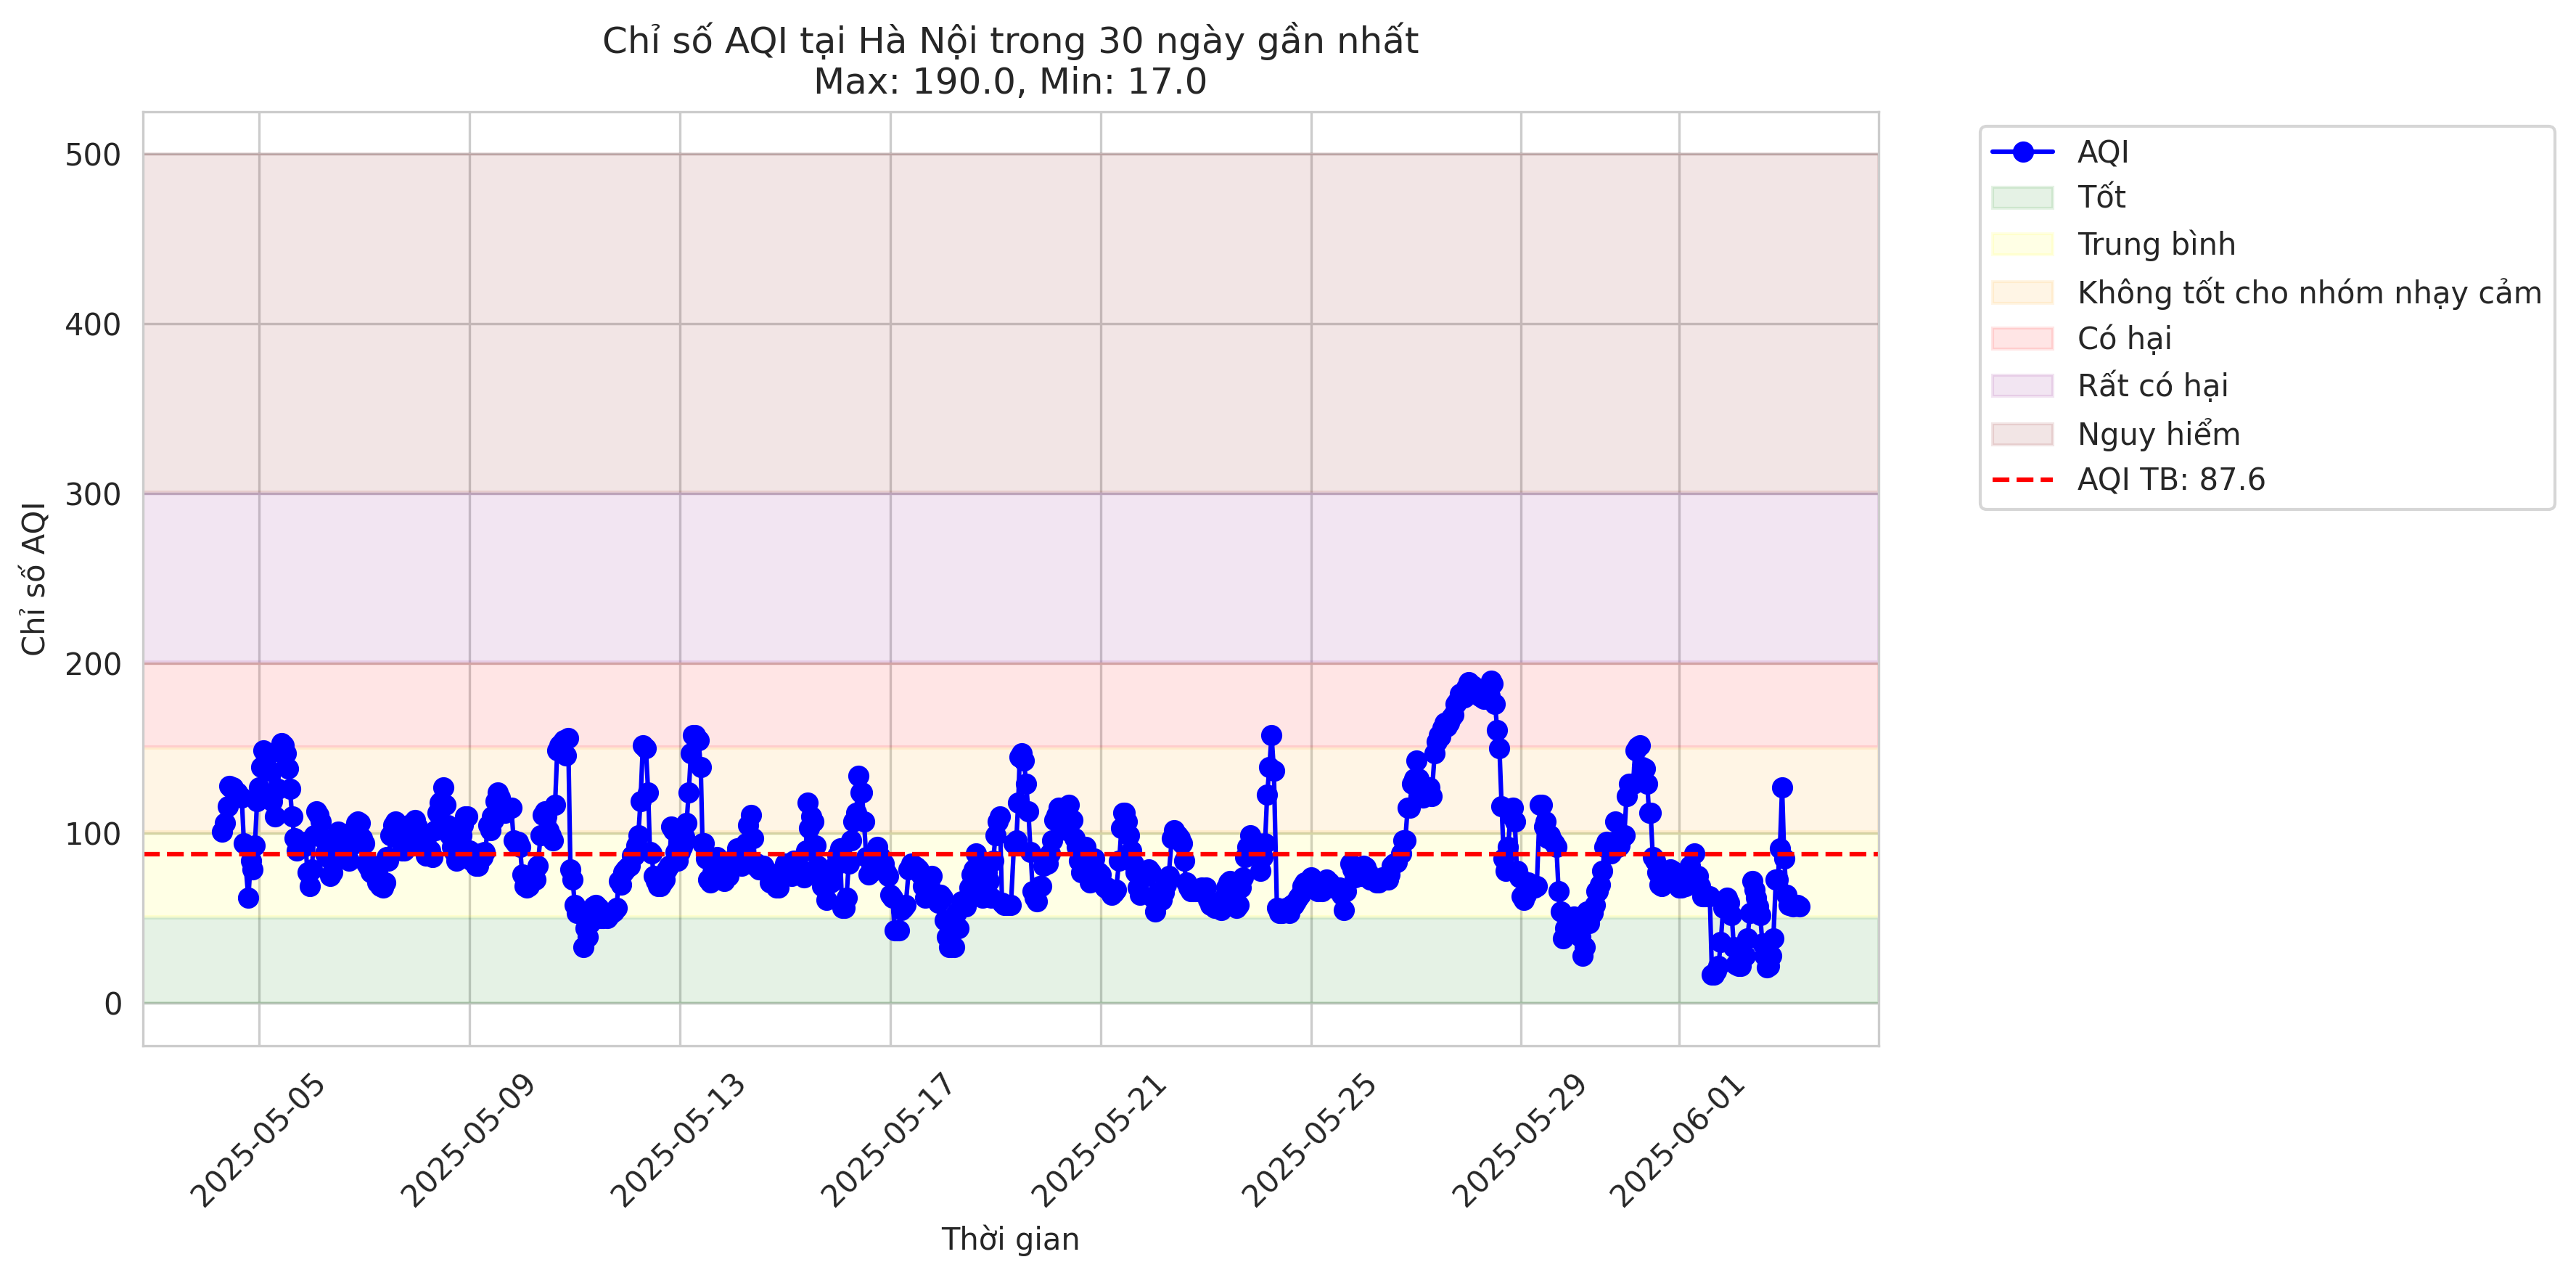 Chỉ số AQI tại Hà Nội trong 30 ngày gần nhất
Max: 190.0, Min: 17.0
Chỉ số AQI
500
400
300
200
100
0
2025-05-05
2025-05-09
2025-05-13
2025-05-17
2025-05-21
2025-05-25
2025-05-29
2025-06-01
Thời gian
AQI
Tốt
Trung bình
Không tốt cho nhóm nhạy cảm
Có hại
Rất có hại
Nguy hiểm
AQI TB: 87.6